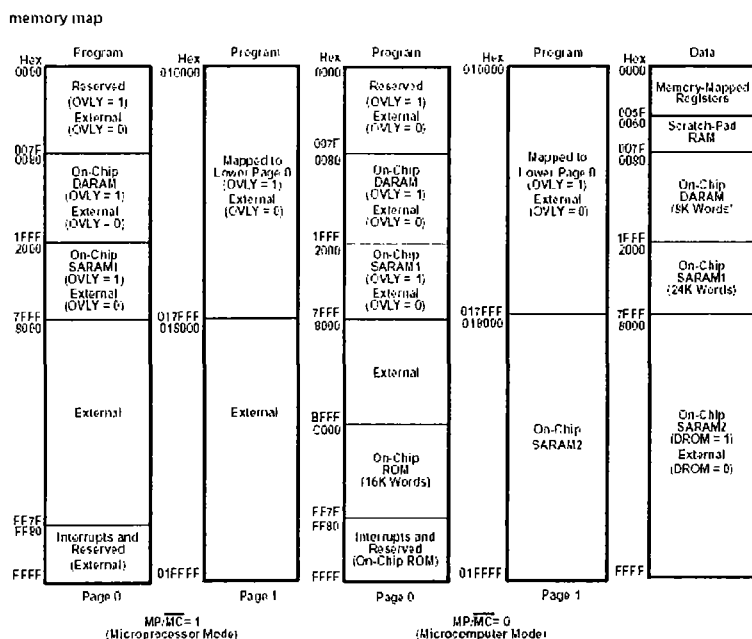 memory map
Hex
Program
0000
Reserved
(OVLY = 1)
External
(OVLY = 0)
007F
0080
On-Chip
DARAM
(OVLY = 1)
External
(OVLY = 0)
1FFF
2000
On-Chip
SARAM1
(OVLY = 1)
External
(OVLY = 0)
7FFF
8000
External
FF7F
FF80
Interrupts and
Reserved
(External)
FFFF
Page 0
Hex
Program
010000
Mapped to
Lower Page 0
(OVLY = 1)
External
(OVLY = 0)
017FFF
018000
External
01FFFF
Page 1
MP/MC = 1
(Microprocessor Mode)
Hex
Program
0000
Reserved
(OVLY = 1)
External
(OVLY = 0)
007F
0080
On-Chip
DARAM
(OVLY = 1)
External
(OVLY = 0)
1FFF
2000
On-Chip
SARAM1
(OVLY = 1)
External
(OVLY = 0)
7FFF
8000
External
BFFF
C000
On-Chip
ROM
(16K Words)
FF7F
FF80
Interrupts and
Reserved
(On-Chip ROM)
FFFF
Page 0
Hex
Program
010000
Mapped to
Lower Page 0
(OVLY = 1)
External
(OVLY = 0)
017FFF
018000
On-Chip
SARAM2
01FFFF
Page 1
MP/MC = 0
(Microcomputer Mode)
Hex
Data
0000
Memory-Mapped
Registers
005F
0060
Scratch-Pad
RAM
007F
0080
On-Chip
DARAM
(8K Words)
1FFF
2000
On-Chip
SARAM1
(24K Words)
7FFF
8000
On-Chip
SARAM2
(DROM = 1)
External
(DROM = 0)
FFFF